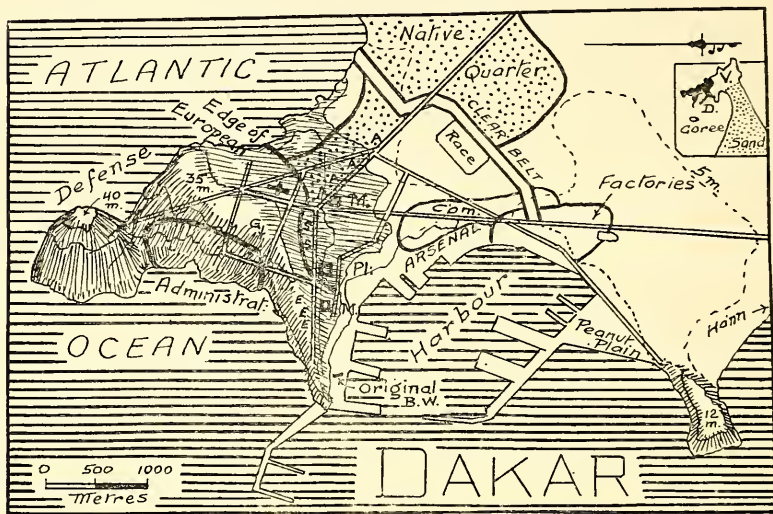 Native
Quarter
ATLANTIC
Edge of
European
CLEAR BELT
V.
D.
Goree
Sand
Race
Defense
40
m.
35
m.
5 m.
Factories
A.
M.
Com.
G.
ARSENAL
Pl.
Administrat.
Harbour
Peanut
Plain
Hann
OCEAN
E
E
E
Original
B.W.
12
m.
0 500 1000
Metres
DAKAR